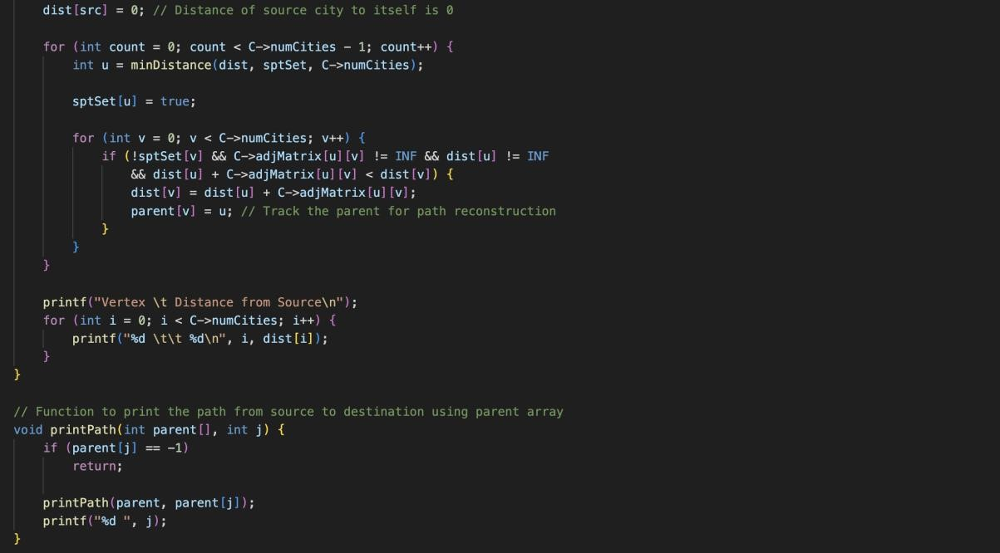 dist[src] = 0; // Distance of source city to itself is 0

    for (int count = 0; count < C->numCities - 1; count++) {
        int u = minDistance(dist, sptSet, C->numCities);

        sptSet[u] = true;

        for (int v = 0; v < C->numCities; v++) {
            if (!sptSet[v] && C->adjMatrix[u][v] != INF && dist[u] != INF
                && dist[u] + C->adjMatrix[u][v] < dist[v]) {
                dist[v] = dist[u] + C->adjMatrix[u][v];
                parent[v] = u; // Track the parent for path reconstruction
            }
        }
    }

    printf("Vertex \t Distance from Source\n");
    for (int i = 0; i < C->numCities; i++) {
        printf("%d \t\t %d\n", i, dist[i]);
    }
}

// Function to print the path from source to destination using parent array
void printPath(int parent[], int j) {
    if (parent[j] == -1)
        return;

    printPath(parent, parent[j]);
    printf("%d ", j);
}